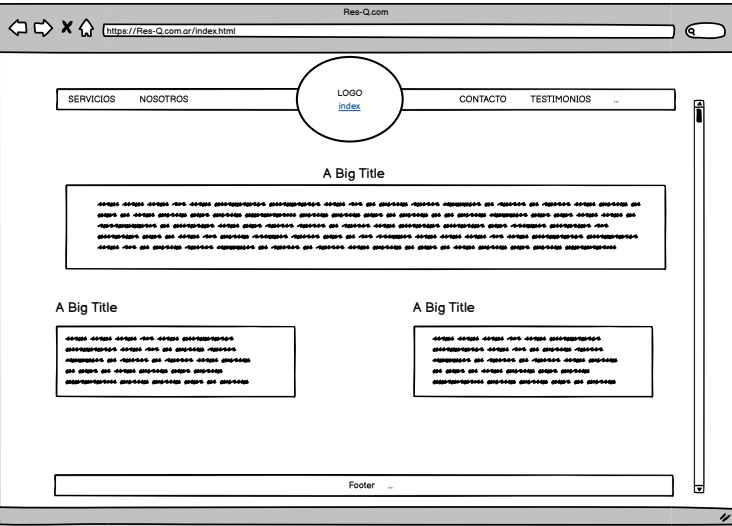 Res-Q.com
https://Res-Q.com.ar/index.html
LOGO
SERVICIOS NOSOTROS index CONTACTO TESTIMONIOS ...
A Big Title
A Big Title A Big Title
Footer ...